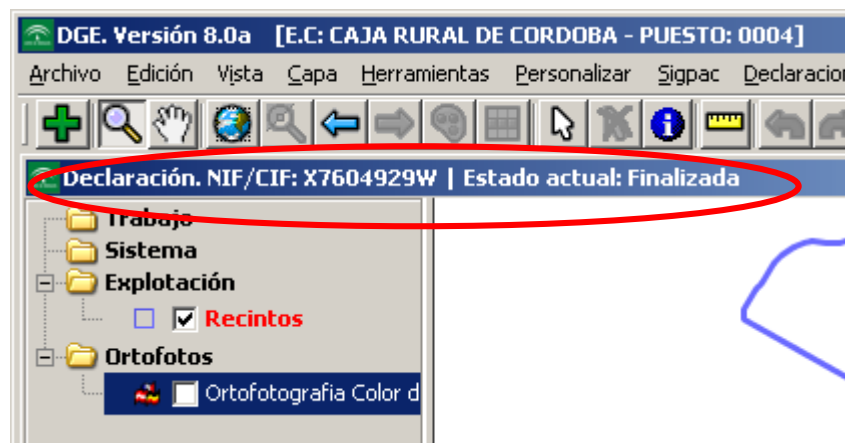 DGE. Versión 8.0a [E.C: CAJA RURAL DE CORDOBA - PUESTO: 0004]
Archivo Edición Vista Capa Herramientas Personalizar Sigpac Declaracion
Declaración. NIF/CIF: X7604929W | Estado actual: Finalizada
Trabajo
Sistema
Explotación
Recintos
Ortofotos
Ortofotografia Color d